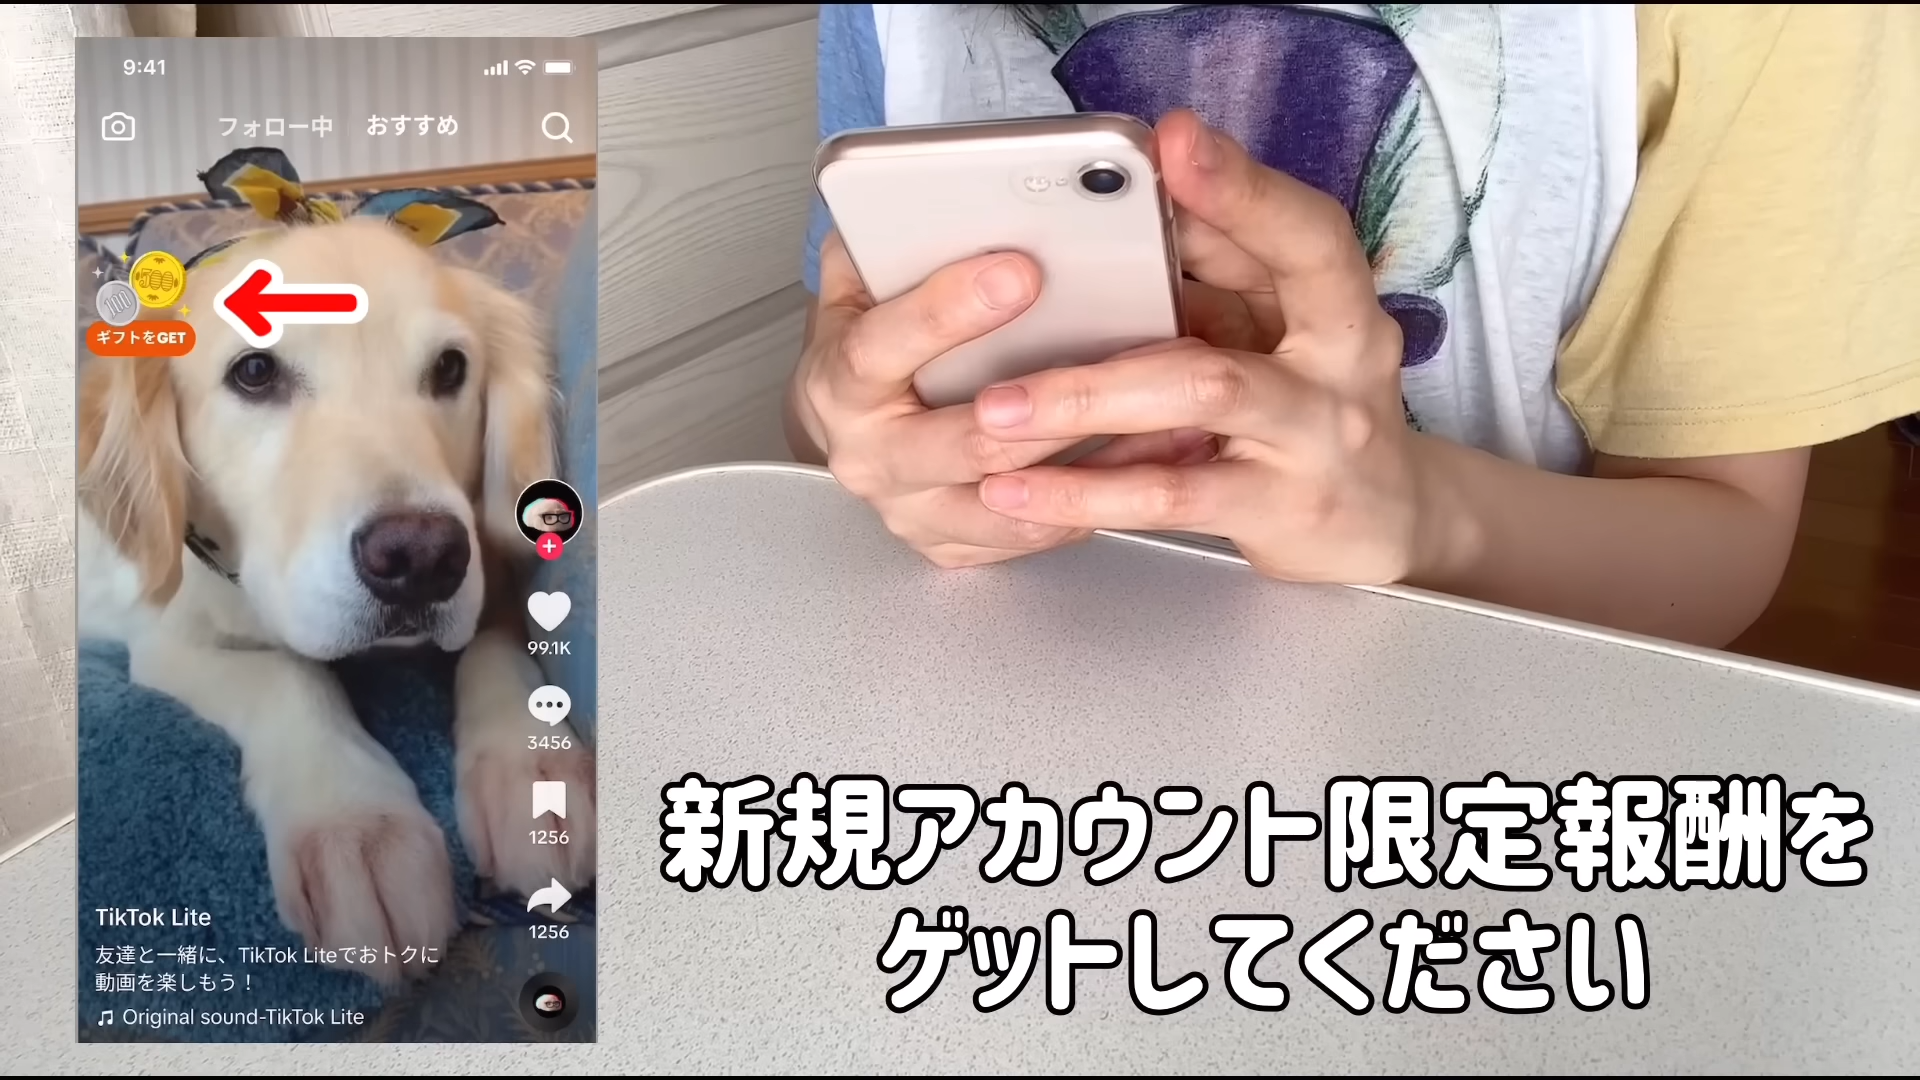 9:41
フォロー中 おすすめ
500
100
ギフトをGET
99.1K
3456
1256
1256
TikTok Lite
友達と一緒に、TikTok Liteでおトクに
動画を楽しもう！
Original sound-TikTok Lite
新規アカウント限定報酬を
ゲットしてください